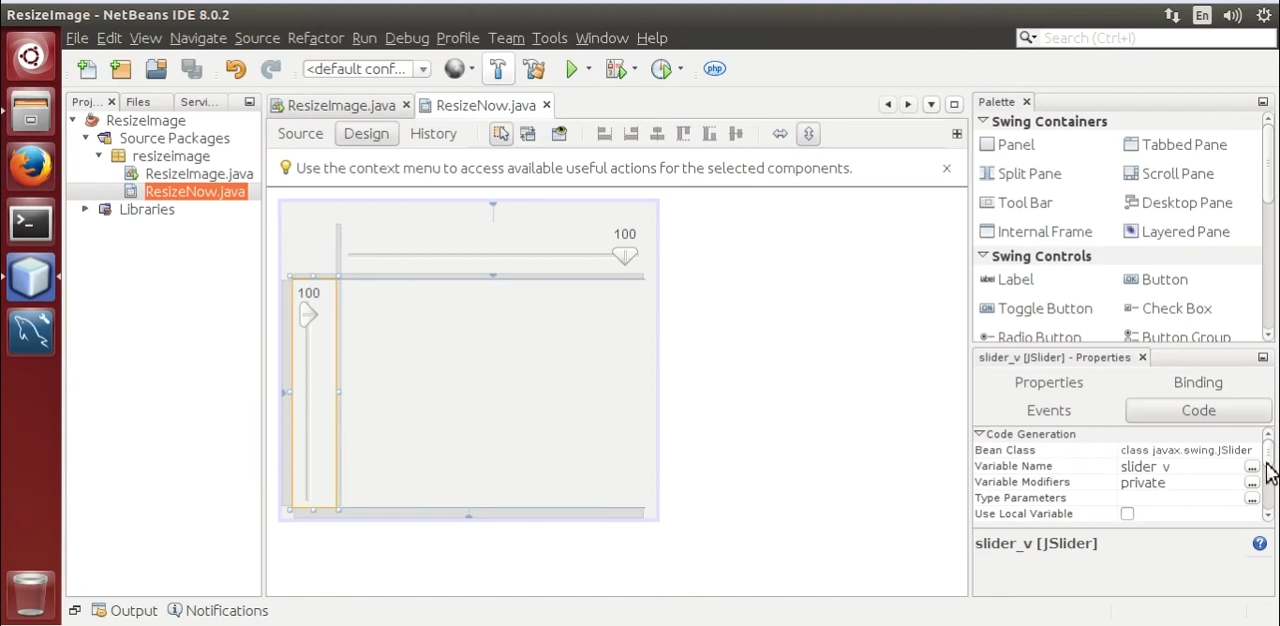 ResizeImage - NetBeans IDE 8.0.2
En
File Edit View Navigate Source Refactor Run Debug Profile Team Tools Window Help
Search (Ctrl+I)
<default conf...
php
Proj... Files Servi...
ResizeImage.java ResizeNow.java
Palette
ResizeImage
Source Packages
resizeimage
ResizeImage.java
ResizeNow.java
Libraries
Source Design History
Use the context menu to access available useful actions for the selected components.
100
100
Swing Containers
Panel Tabbed Pane
Split Pane Scroll Pane
Tool Bar Desktop Pane
Internal Frame Layered Pane
Swing Controls
label Label OK Button
ON Toggle Button Check Box
Radio Button Button Group
slider_v [JSlider] - Properties
Properties Binding
Events Code
Code Generation
Bean Class class javax.swing.JSlider
Variable Name slider_v ...
Variable Modifiers private ...
Type Parameters ...
Use Local Variable
slider_v [JSlider]
?
Output Notifications